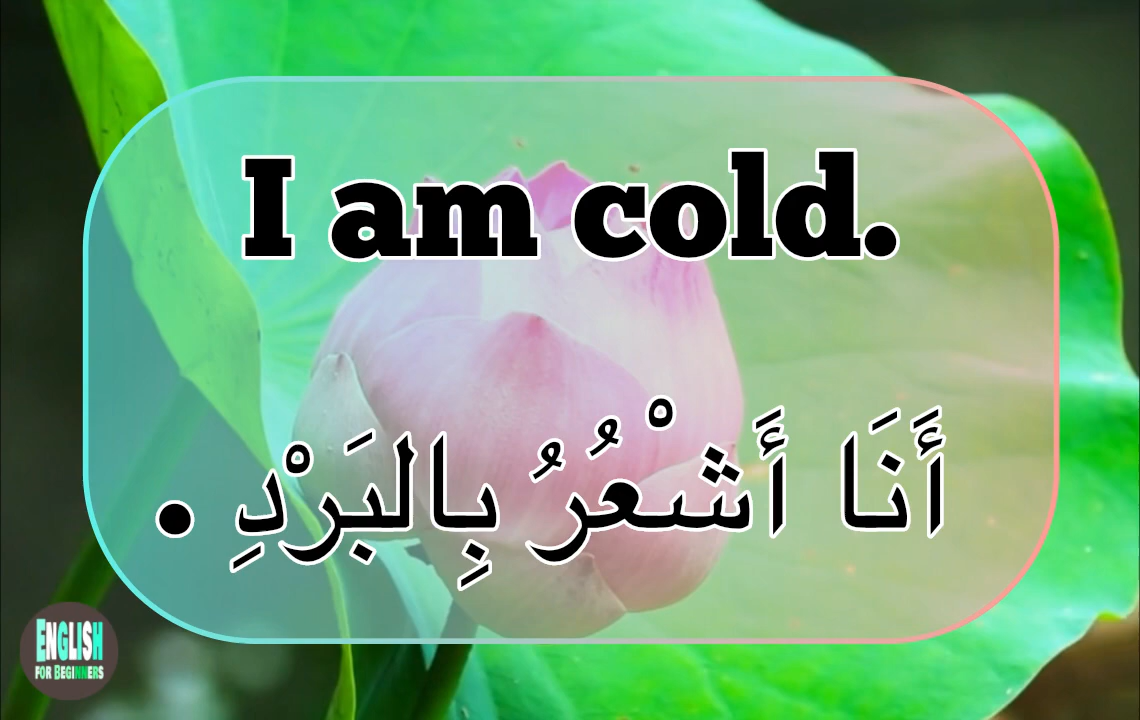 I am cold.
أَنَا أَشْعُرُ بِالبَرْدِ .
ENGLISH
FOR BEGINNERS